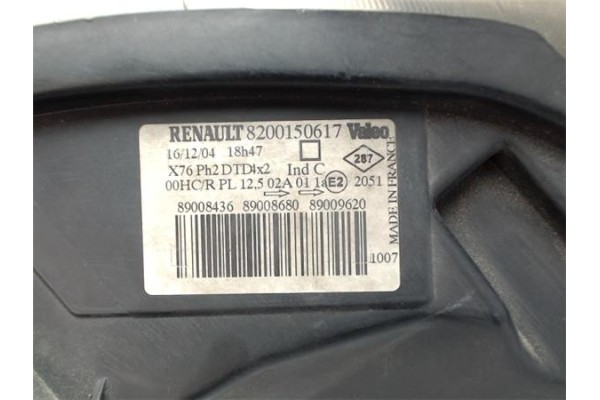 RENAULT 8200150617 Valeo
16/12/04 18h47
287
X76 Ph2 DTD4x2 Ind C
00HC/R PL 12.5 02A 01 1a E2 2051
89008436 89008680 89009620
1007
MADE IN FRANCE